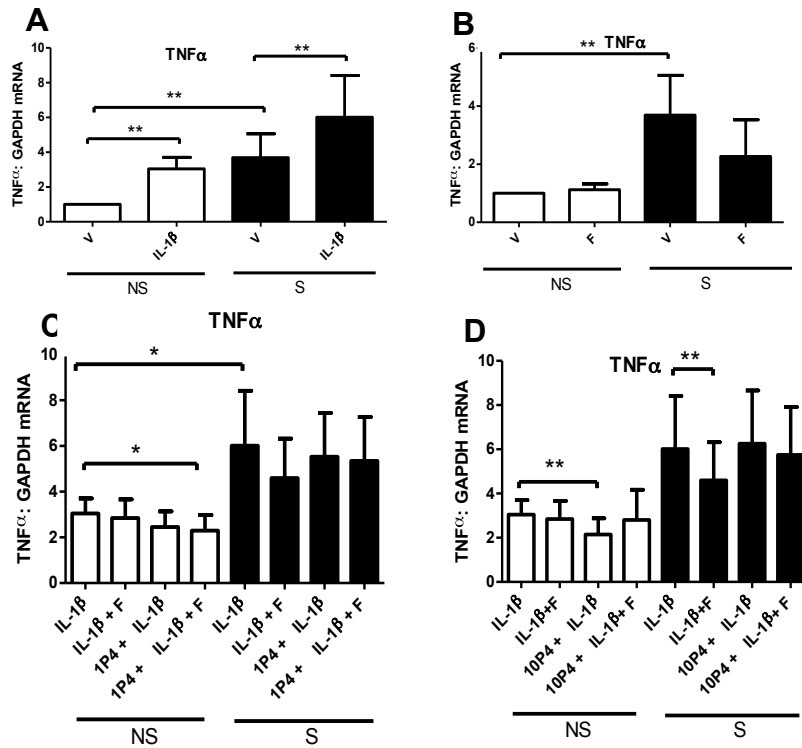 A
TNFα
TNFα: GAPDH mRNA
10
8
6
4
2
0
**
**
**
V
IL-1β
V
IL-1β
NS
S
B
** TNFα
TNFα: GAPDH mRNA
6
4
2
0
V
F
V
F
NS
S
C
TNFα
TNFα: GAPDH mRNA
10
8
6
4
2
0
*
*
IL-1β
IL-1β + F
1P4 + IL-1β
1P4 + IL-1β + F
IL-1β
IL-1β + F
1P4 + IL-1β
1P4 + IL-1β + F
NS
S
D
TNFα
TNFα: GAPDH mRNA
10
8
6
4
2
0
**
**
IL-1β
IL-1β+F
10P4 + IL-1β
10P4 + IL-1β+ F
IL-1β
IL-1β+F
10P4 + IL-1β
10P4 + IL-1β+ F
NS
S